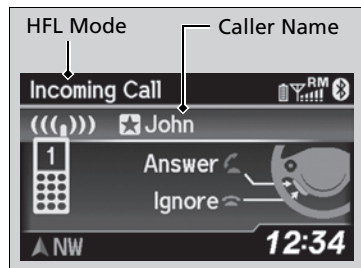 HFL Mode
Caller Name
Incoming Call
RM
John
1
Answer
Ignore
NW
12:34